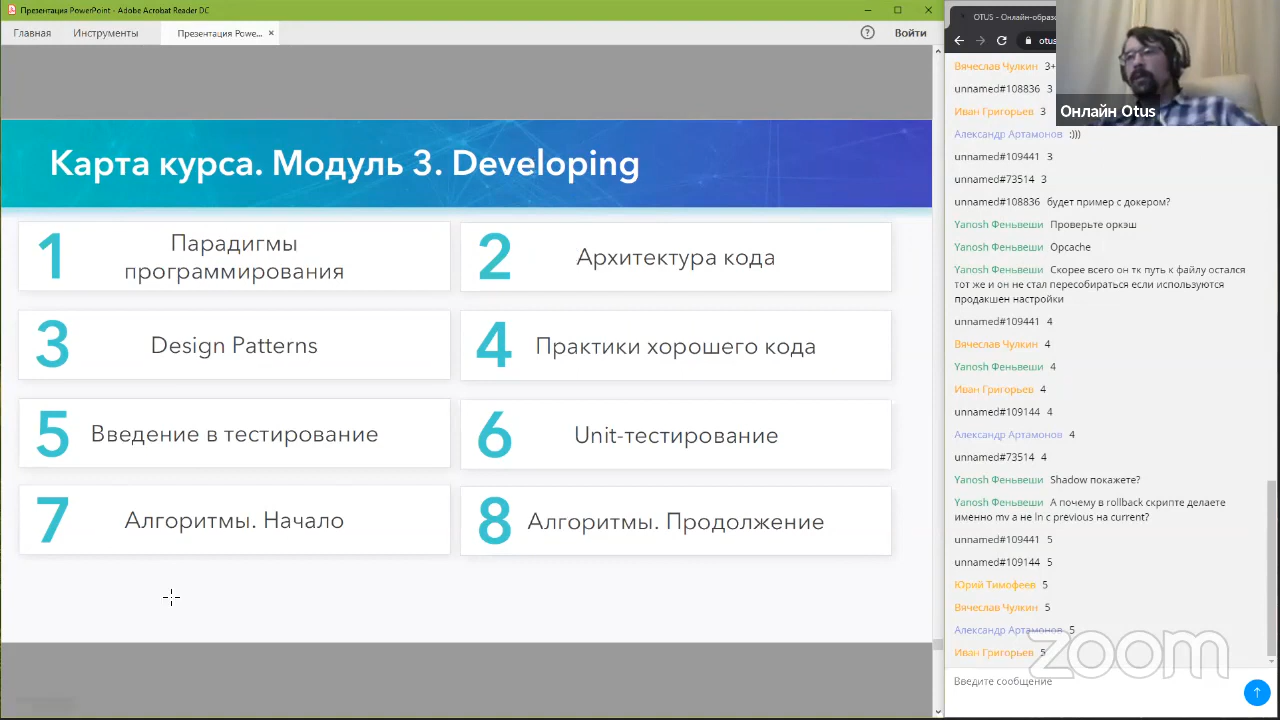 Презентация PowerPoint - Adobe Acrobat Reader DC
Главная
Инструменты
Презентация Powe...
Войти
Карта курса. Модуль 3. Developing
1 Парадигмы
программирования
2 Архитектура кода
3 Design Patterns
4 Практики хорошего кода
5 Введение в тестирование
6 Unit-тестирование
7 Алгоритмы. Начало
8 Алгоритмы. Продолжение
OTUS - Онлайн-образо
otus
Онлайн Otus
Вячеслав Чулкин 3+
unnamed#108836 3
Иван Григорьев 3
Александр Артамонов :)))
unnamed#109441 3
unnamed#73514 3
unnamed#108836 будет пример с докером?
Yanosh Феньвеши Проверьте оркэш
Yanosh Феньвеши Opcache
Yanosh Феньвеши Скорее всего он тк путь к файлу остался
тот же и он не стал пересобираться если используются
продакшен настройки
unnamed#109441 4
Вячеслав Чулкин 4
Yanosh Феньвеши 4
Иван Григорьев 4
unnamed#109144 4
Александр Артамонов 4
unnamed#73514 4
Yanosh Феньвеши Shadow покажете?
Yanosh Феньвеши А почему в rollback скрипте делаете
именно mv а не ln с previous на current?
unnamed#109441 5
unnamed#109144 5
Юрий Тимофеев 5
Вячеслав Чулкин 5
Александр Артамонов 5
Иван Григорьев 5
zoom
Введите сообщение